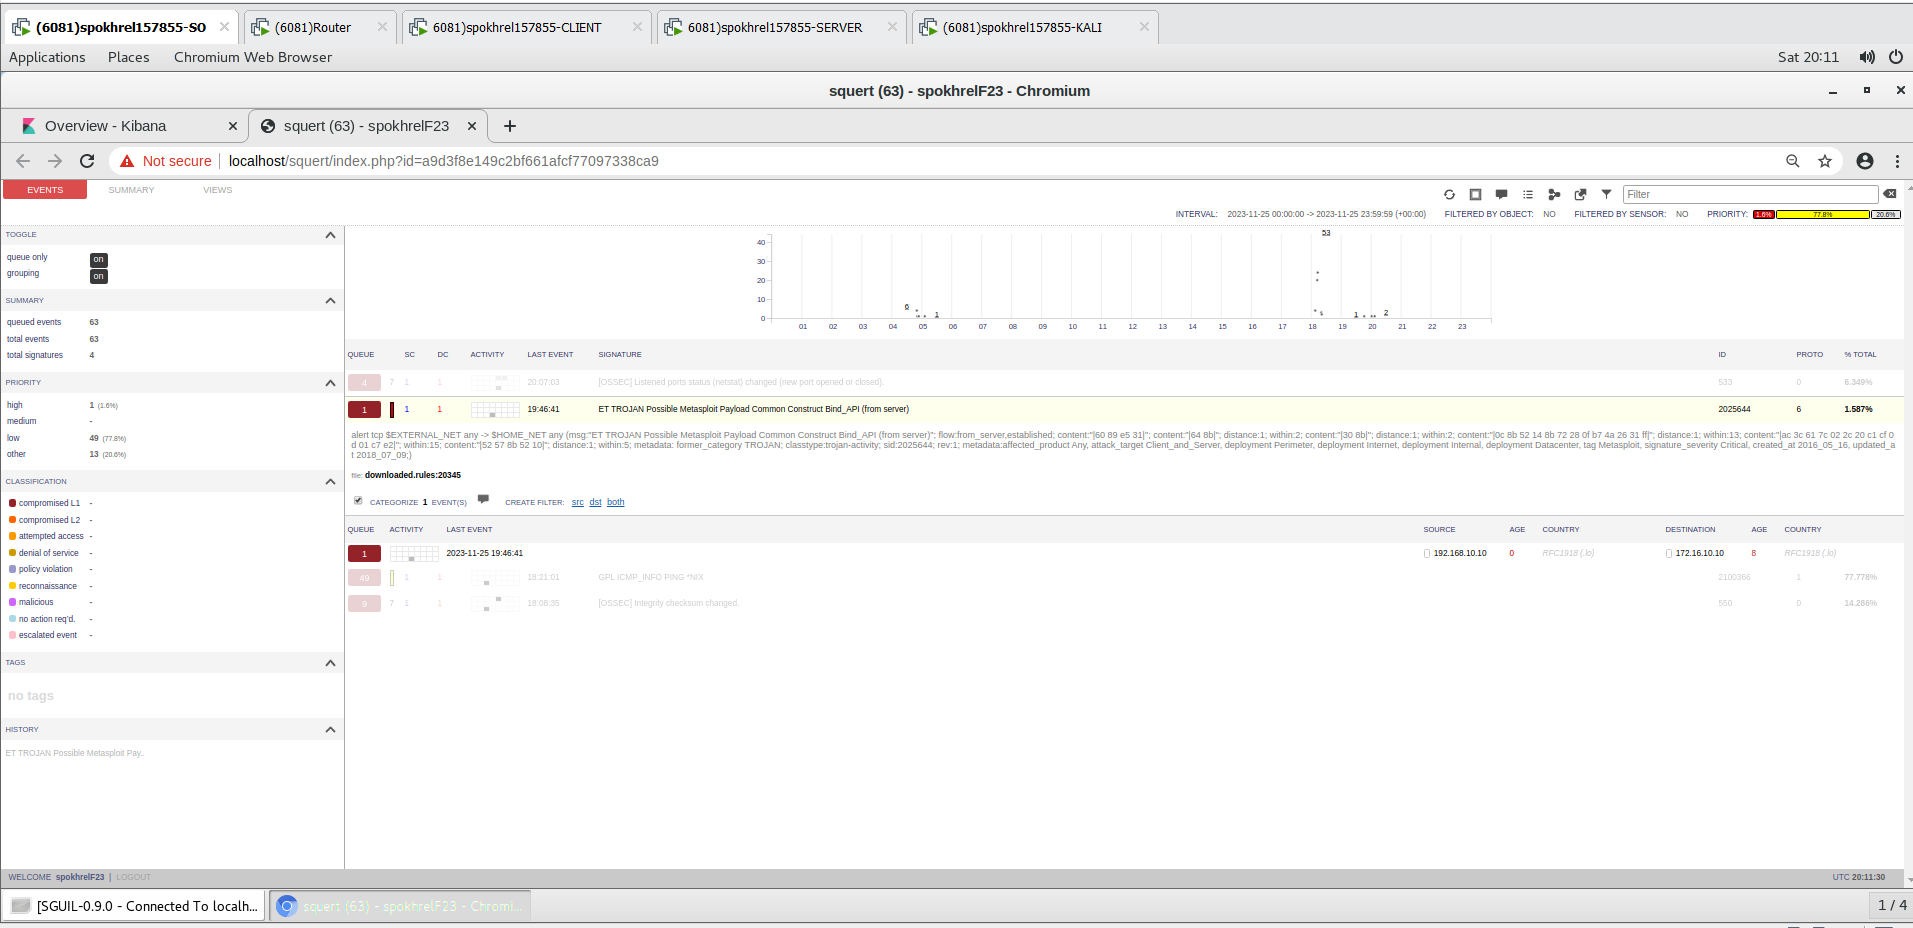 (6081)spokhrel157855-SO (6081)Router 6081)spokhrel157855-CLIENT 6081)spokhrel157855-SERVER (6081)spokhrel157855-KALI
Applications Places Chromium Web Browser Sat 20:11
squert (63) - spokhrelF23 - Chromium
Overview - Kibana squert (63) - spokhrelF23
Not secure localhost/squert/index.php?id=a9d3f8e149c2bf661afcf77097338ca9
EVENTS SUMMARY VIEWS Filter
INTERVAL: 2023-11-25 00:00:00 -> 2023-11-25 23:59:59 (+00:00) FILTERED BY OBJECT: NO FILTERED BY SENSOR: NO PRIORITY: 1.6% 77.8% 20.6%
TOGGLE
queue only on
grouping on
SUMMARY
queued events 63
total events 63
total signatures 4
PRIORITY
high 1 (1.6%)
medium -
low 49 (77.8%)
other 13 (20.6%)
CLASSIFICATION
compromised L1 -
compromised L2 -
attempted access -
denial of service -
policy violation -
reconnaissance -
malicious -
no action req'd. -
escalated event -
TAGS
no tags
HISTORY
ET TROJAN Possible Metasploit Pay..
53
40
30
20
10
0
6 1 1 2
01 02 03 04 05 06 07 08 09 10 11 12 13 14 15 16 17 18 19 20 21 22 23
QUEUE SC DC ACTIVITY LAST EVENT SIGNATURE ID PROTO % TOTAL
4 7 1 1 20:07:03 [OSSEC] Listened ports status (netstat) changed (new port opened or closed). 533 0 6.349%
1 1 1 19:46:41 ET TROJAN Possible Metasploit Payload Common Construct Bind_API (from server) 2025644 6 1.587%
alert tcp $EXTERNAL_NET any -> $HOME_NET any (msg:"ET TROJAN Possible Metasploit Payload Common Construct Bind_API (from server)"; flow:from_server,established; content:"|60 89 e5 31|"; content:"|64 8b|"; distance:1; within:2; content:"|30 8b|"; distance:1; within:2; content:"|0c 8b 52 14 8b 72 28 0f b7 4a 26 31 ff|"; distance:1; within:13; content:"|ac 3c 61 7c 02 2c 20 c1 cf 0
d 01 c7 e2|"; within:15; content:"|52 57 8b 52 10|"; distance:1; within:5; metadata: former_category TROJAN; classtype:trojan-activity; sid:2025644; rev:1; metadata:affected_product Any, attack_target Client_and_Server, deployment Perimeter, deployment Internet, deployment Internal, deployment Datacenter, tag Metasploit, signature_severity Critical, created_at 2016_05_16, updated_a
t 2018_07_09;)
file: downloaded.rules:20345
CATEGORIZE 1 EVENT(S) CREATE FILTER: src dst both
QUEUE ACTIVITY LAST EVENT SOURCE AGE COUNTRY DESTINATION AGE COUNTRY
1 2023-11-25 19:46:41 192.168.10.10 0 RFC1918 (.lo) 172.16.10.10 8 RFC1918 (.lo)
49 1 1 18:21:01 GPL ICMP_INFO PING *NIX 2100366 1 77.778%
9 7 1 1 18:08:35 [OSSEC] Integrity checksum changed. 550 0 14.286%
WELCOME spokhrelF23 | LOGOUT UTC 20:11:30
[SGUIL-0.9.0 - Connected To localh... squert (63) - spokhrelF23 - Chromi... 1 / 4